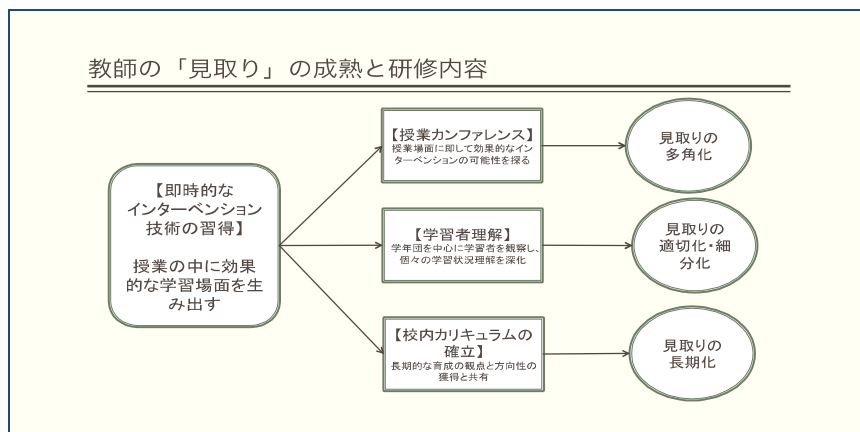 教師の「見取り」の成熟と研修内容
【即時的な
インターベンション
技術の習得】
授業の中に効果
的な学習場面を生
み出す
【授業カンファレンス】
授業場面に即して効果的なイン
ターベンションの可能性を探る
見取りの
多角化
【学習者理解】
学年団を中心に学習者を観察し、
個々の学習状況理解を深化
見取りの
適切化・細
分化
【校内カリキュラムの
確立】
長期的な育成の観点と方向性の
獲得と共有
見取りの
長期化